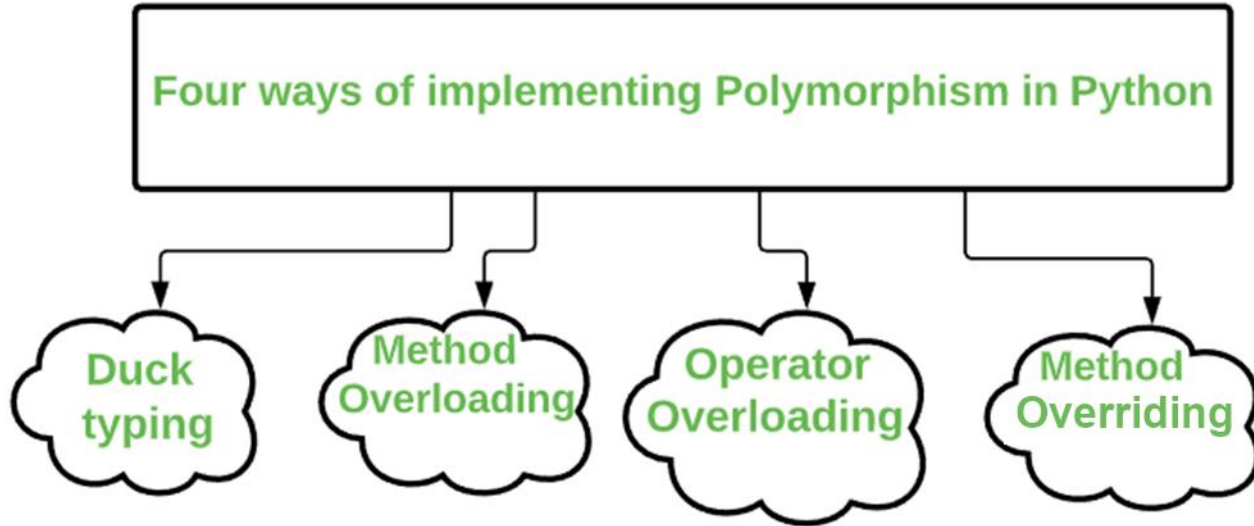 Four ways of implementing Polymorphism in Python
Duck
typing
Method
Overloading
Operator
Overloading
Method
Overriding